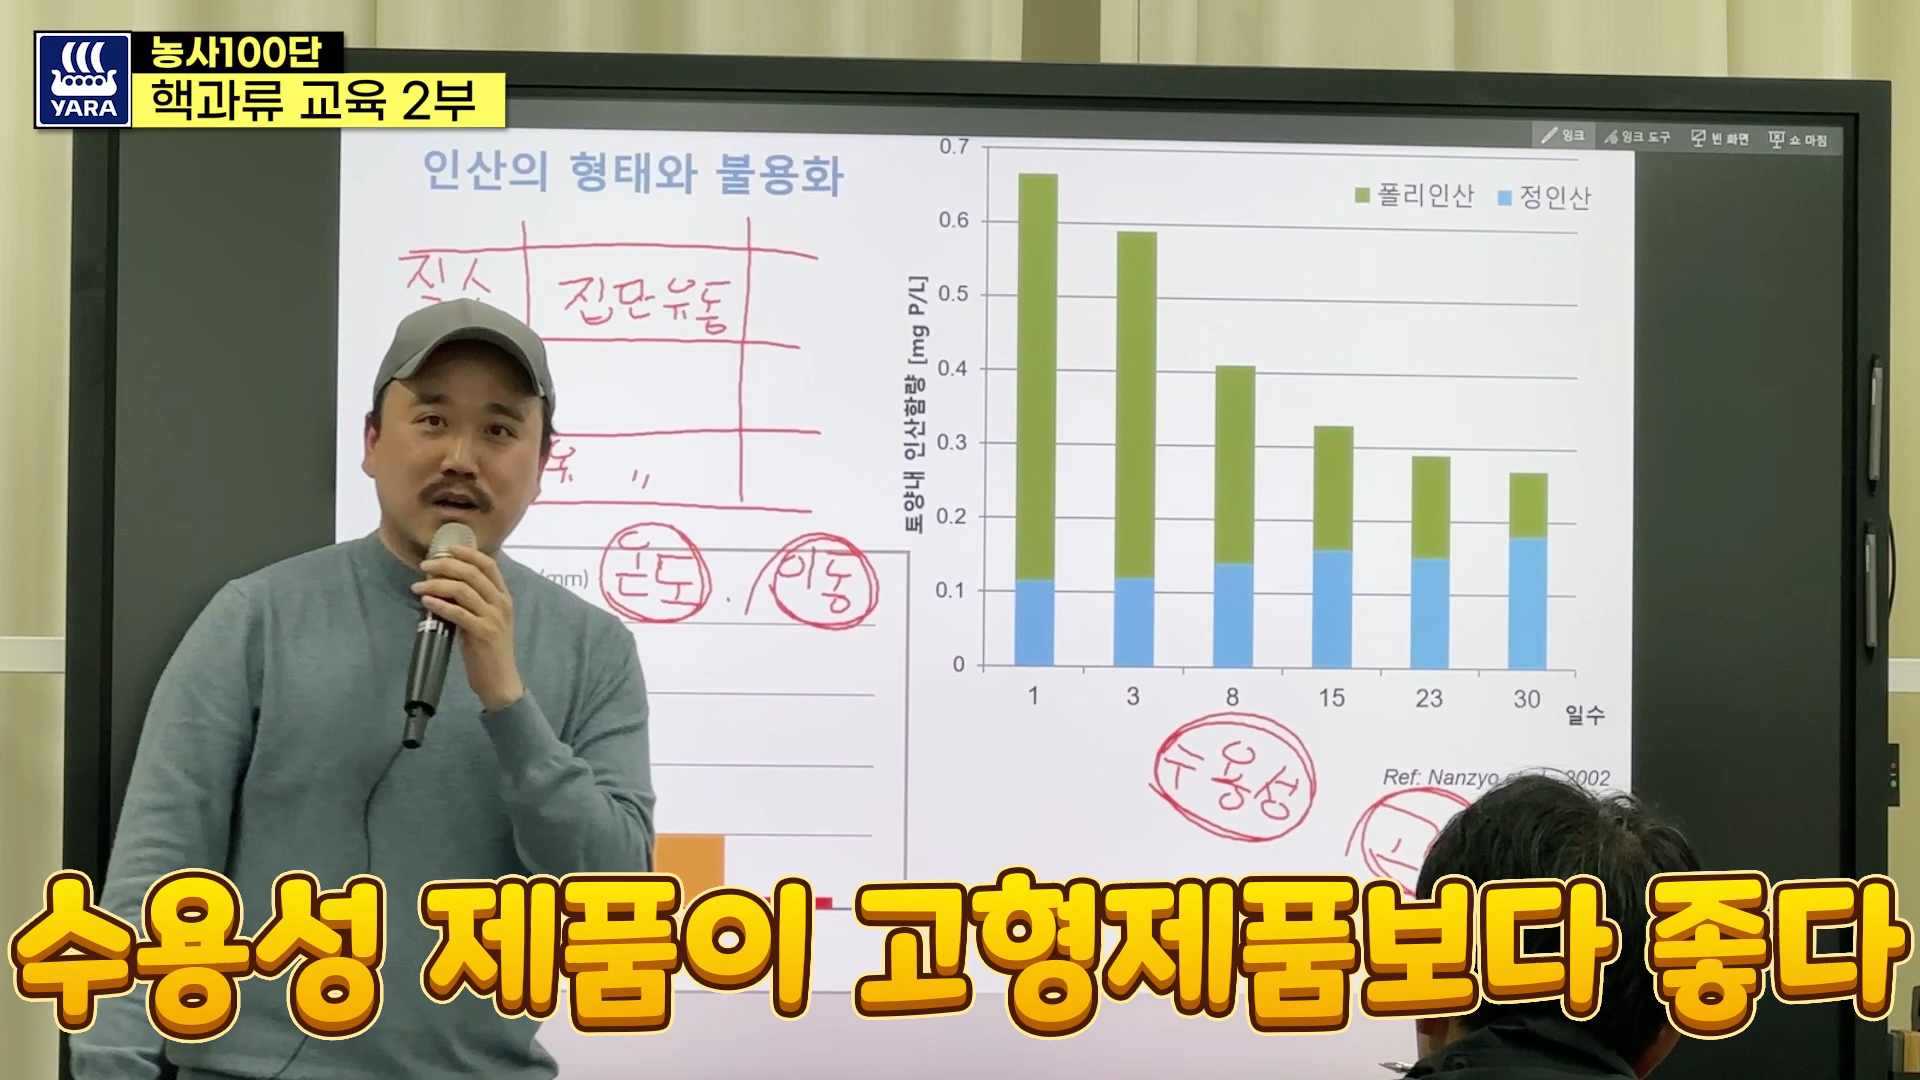 농사100단
YARA
핵과류 교육 2부
잉크
잉크 도구
빈 화면
쇼 마침
인산의 형태와 불용화
집단유동
〃
(mm)
온도
이동
폴리인산
정인산
토양내 인산함량 [mg P/L]
0.7
0.6
0.5
0.4
0.3
0.2
0.1
0
1 3 8 15 23 30
일수
수용성
Ref: Nanzyo 2002
수용성 제품이 고형제품보다 좋다